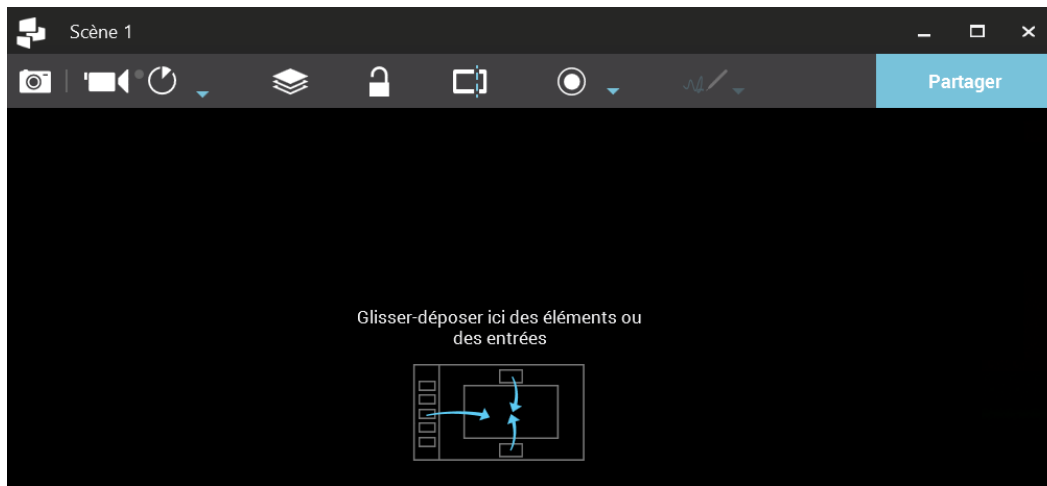 Scène 1
Partager
Glisser-déposer ici des éléments ou
des entrées